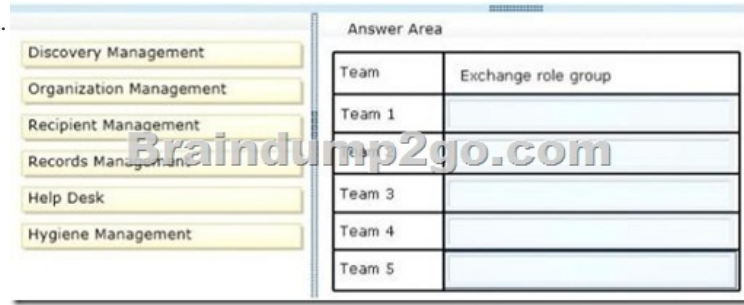 Answer Area
Discovery Management
Organization Management
Recipient Management
Records Management
Help Desk
Hygiene Management
Team Exchange role group
Team 1
Team 3
Team 4
Team 5
Braindump2go.com